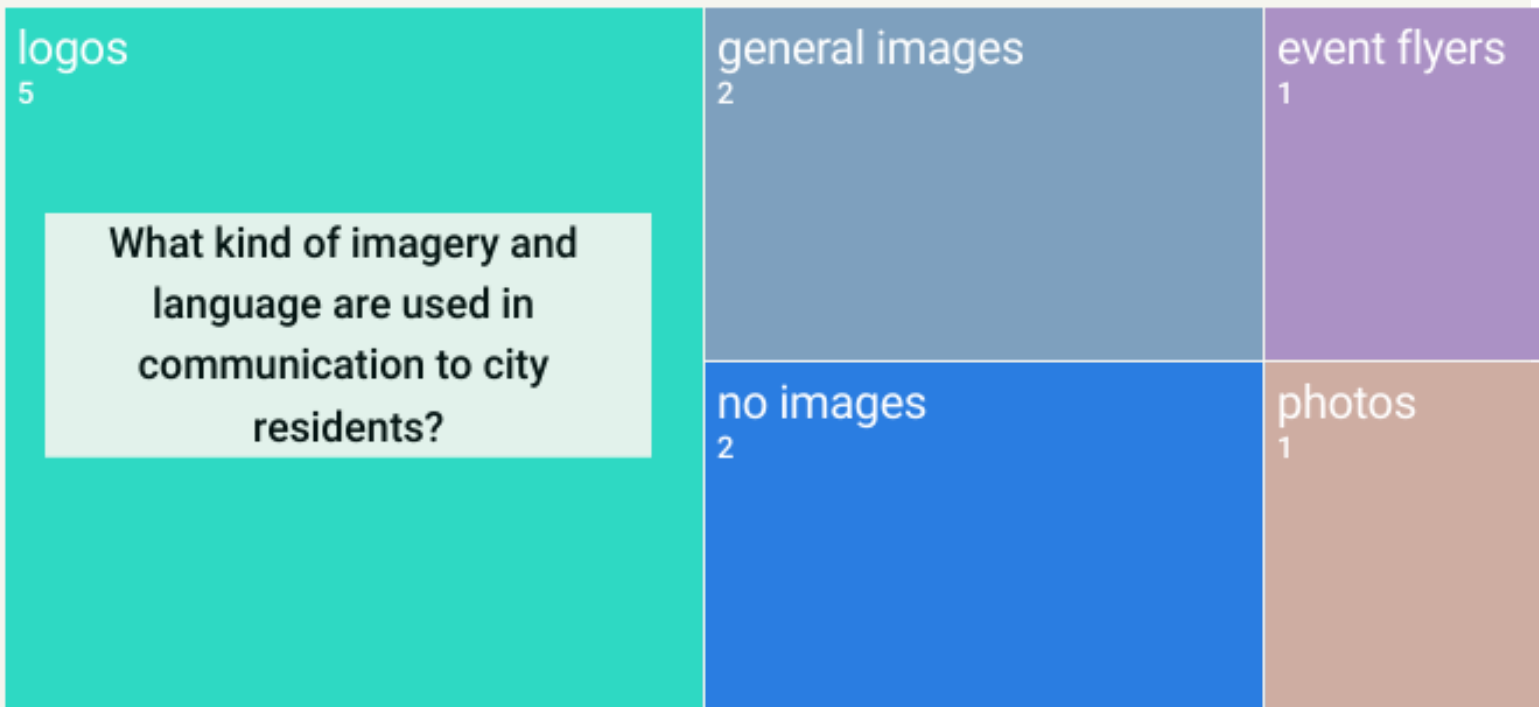 logos
5
What kind of imagery and
language are used in
communication to city
residents?
general images
2
no images
2
event flyers
1
photos
1